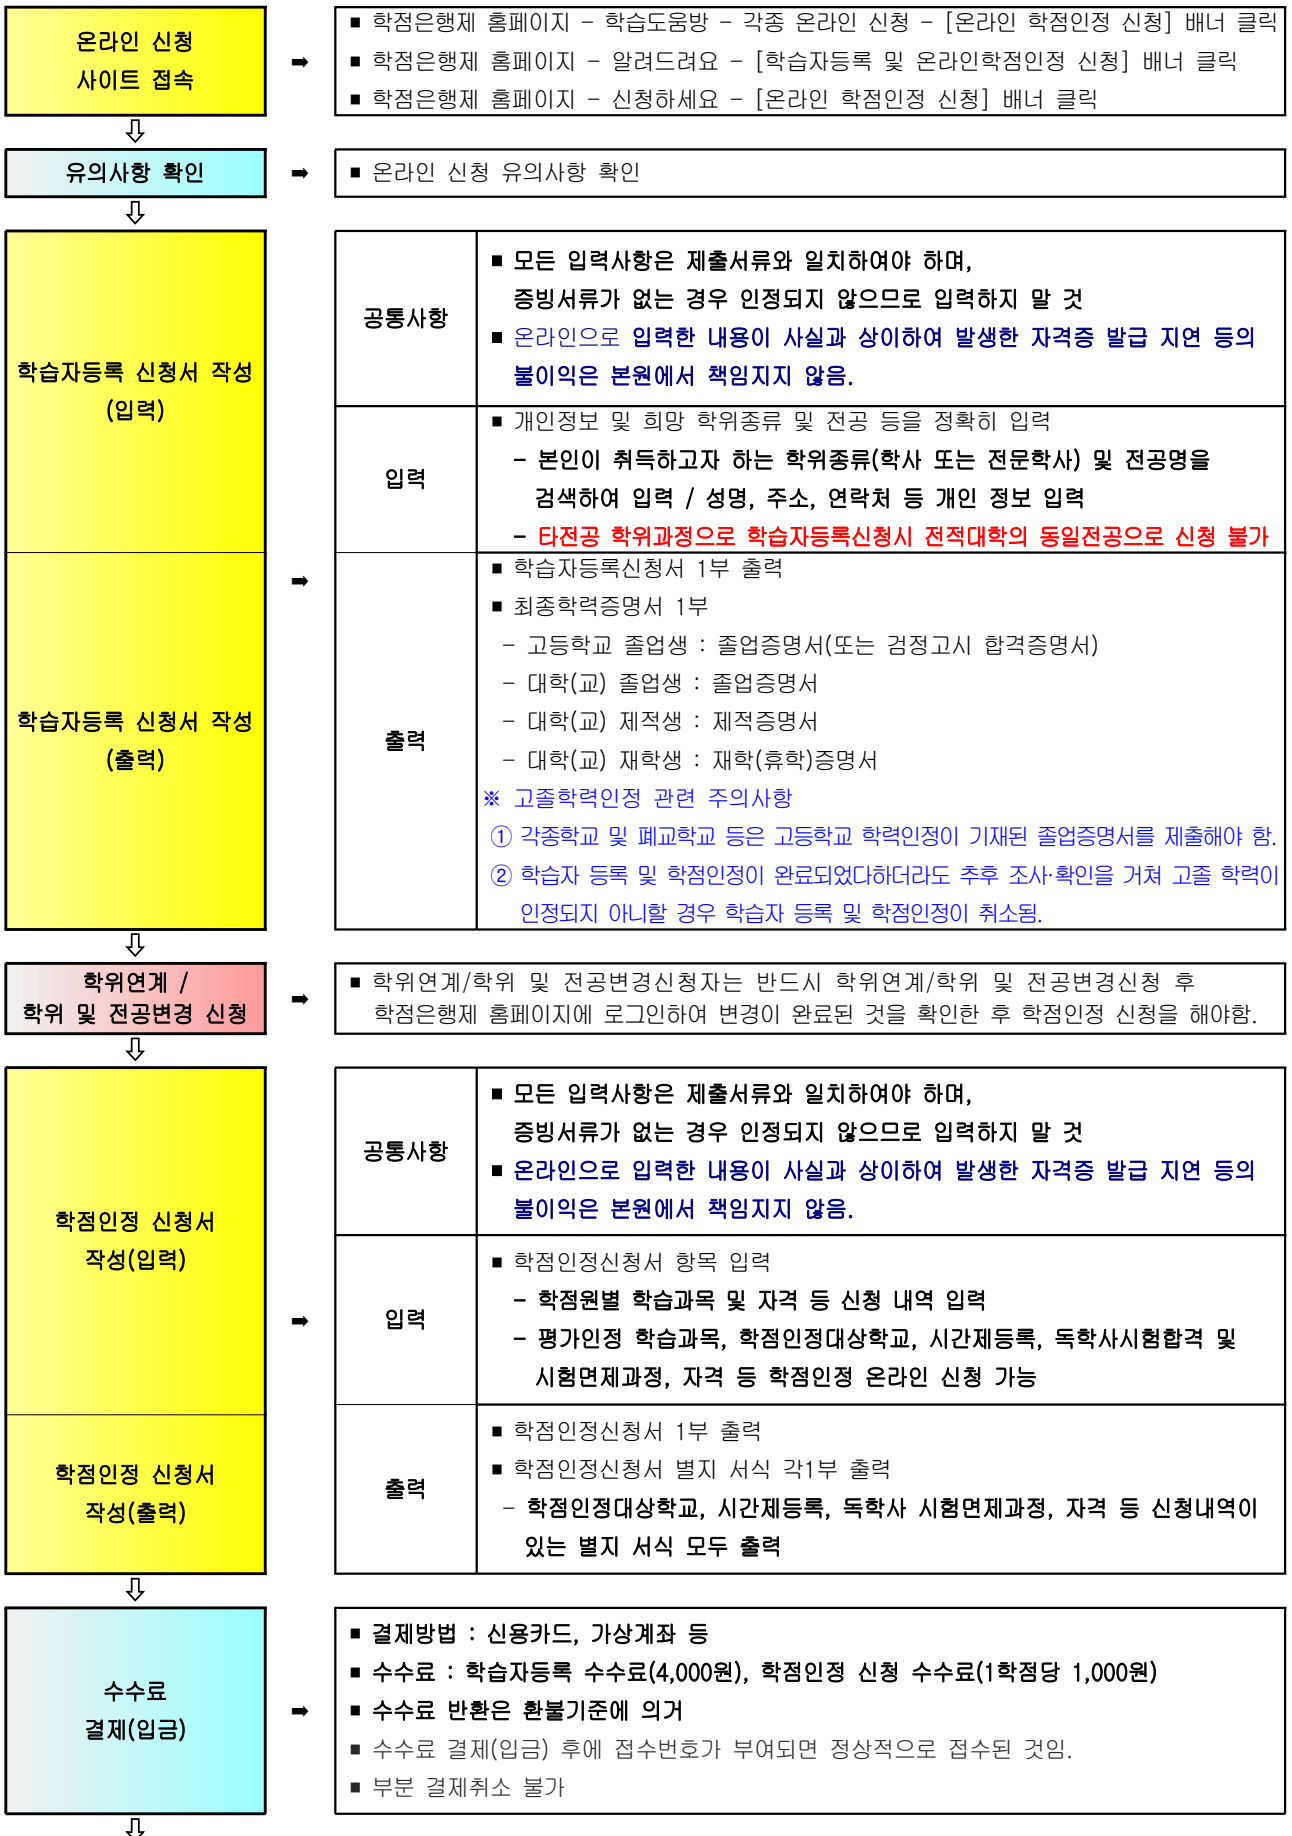 온라인 신청
사이트 접속
➡
■ 학점은행제 홈페이지 – 학습도움방 – 각종 온라인 신청 – [온라인 학점인정 신청] 배너 클릭
■ 학점은행제 홈페이지 – 알려드려요 – [학습자등록 및 온라인학점인정 신청] 배너 클릭
■ 학점은행제 홈페이지 – 신청하세요 – [온라인 학점인정 신청] 배너 클릭
⇩
유의사항 확인
➡
■ 온라인 신청 유의사항 확인
⇩
학습자등록 신청서 작성
(입력)
공통사항
■ 모든 입력사항은 제출서류와 일치하여야 하며,
증빙서류가 없는 경우 인정되지 않으므로 입력하지 말 것
■ 온라인으로 입력한 내용이 사실과 상이하여 발생한 자격증 발급 지연 등의
불이익은 본원에서 책임지지 않음.
입력
■ 개인정보 및 희망 학위종류 및 전공 등을 정확히 입력
– 본인이 취득하고자 하는 학위종류(학사 또는 전문학사) 및 전공명을
검색하여 입력 / 성명, 주소, 연락처 등 개인 정보 입력
– 타전공 학위과정으로 학습자등록신청시 전적대학의 동일전공으로 신청 불가
➡
학습자등록 신청서 작성
(출력)
출력
■ 학습자등록신청서 1부 출력
■ 최종학력증명서 1부
– 고등학교 졸업생 : 졸업증명서(또는 검정고시 합격증명서)
– 대학(교) 졸업생 : 졸업증명서
– 대학(교) 제적생 : 제적증명서
– 대학(교) 재학생 : 재학(휴학)증명서
※ 고졸학력인정 관련 주의사항
① 각종학교 및 폐교학교 등은 고등학교 학력인정이 기재된 졸업증명서를 제출해야 함.
② 학습자 등록 및 학점인정이 완료되었다하더라도 추후 조사·확인을 거쳐 고졸 학력이
인정되지 아니할 경우 학습자 등록 및 학점인정이 취소됨.
⇩
학위연계 /
학위 및 전공변경 신청
➡
■ 학위연계/학위 및 전공변경신청자는 반드시 학위연계/학위 및 전공변경신청 후
학점은행제 홈페이지에 로그인하여 변경이 완료된 것을 확인한 후 학점인정 신청을 해야함.
⇩
학점인정 신청서
작성(입력)
공통사항
■ 모든 입력사항은 제출서류와 일치하여야 하며,
증빙서류가 없는 경우 인정되지 않으므로 입력하지 말 것
■ 온라인으로 입력한 내용이 사실과 상이하여 발생한 자격증 발급 지연 등의
불이익은 본원에서 책임지지 않음.
➡
입력
■ 학점인정신청서 항목 입력
– 학점원별 학습과목 및 자격 등 신청 내역 입력
– 평가인정 학습과목, 학점인정대상학교, 시간제등록, 독학사시험합격 및
시험면제과정, 자격 등 학점인정 온라인 신청 가능
학점인정 신청서
작성(출력)
출력
■ 학점인정신청서 1부 출력
■ 학점인정신청서 별지 서식 각1부 출력
– 학점인정대상학교, 시간제등록, 독학사 시험면제과정, 자격 등 신청내역이
있는 별지 서식 모두 출력
⇩
수수료
결제(입금)
➡
■ 결제방법 : 신용카드, 가상계좌 등
■ 수수료 : 학습자등록 수수료(4,000원), 학점인정 신청 수수료(1학점당 1,000원)
■ 수수료 반환은 환불기준에 의거
■ 수수료 결제(입금) 후에 접수번호가 부여되면 정상적으로 접수된 것임.
■ 부분 결제취소 불가
⇩